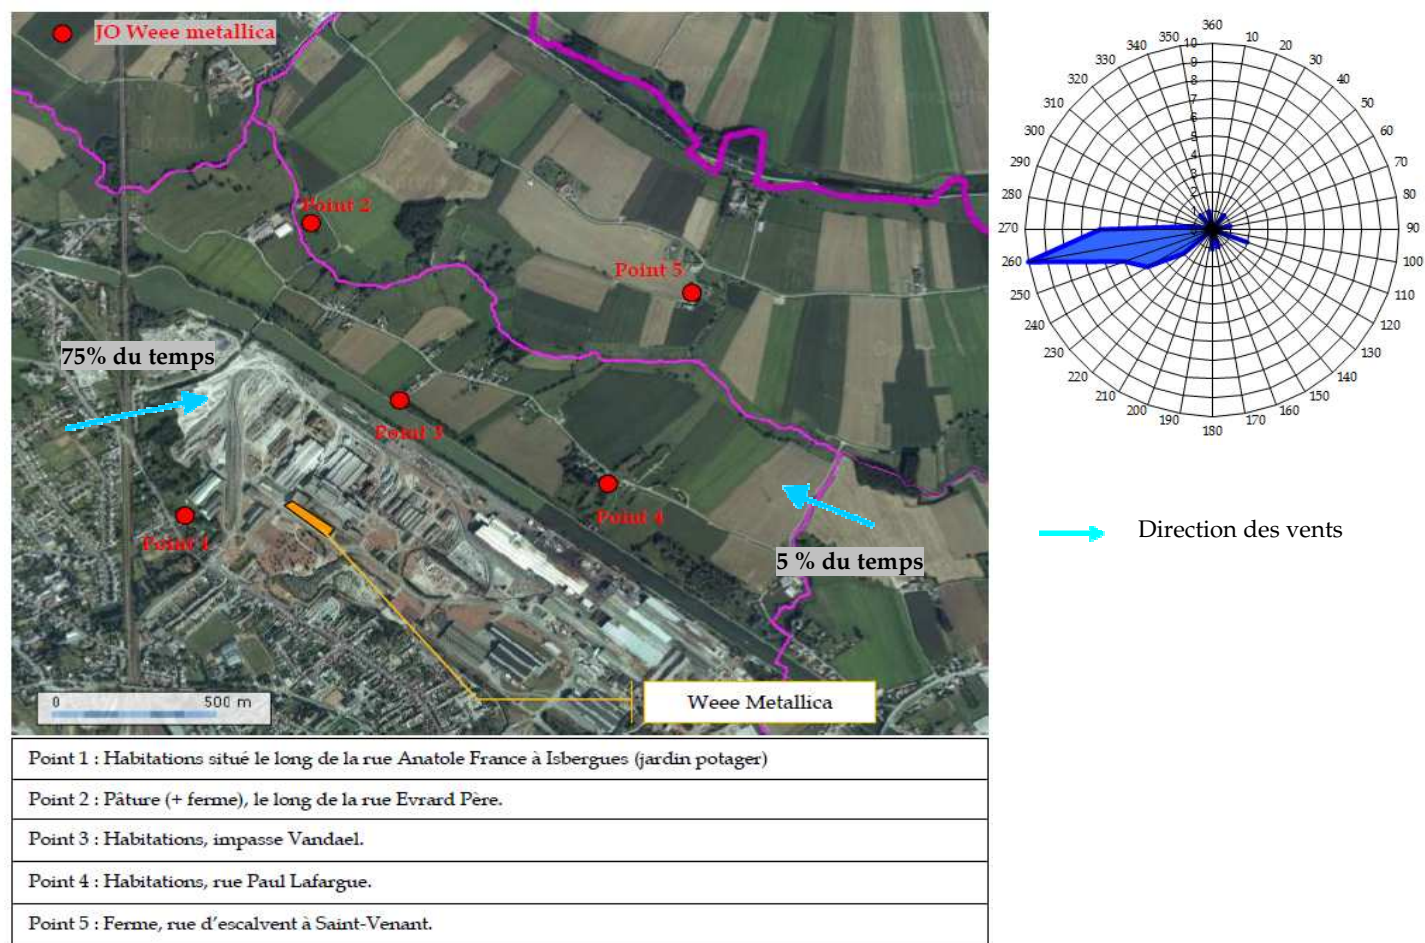 JO Weee metallica
Point 2
Point 5
75% du temps
Point 3
Point 4
Point 1
5 % du temps
0 500 m
Weee Metallica
360
10
20
30
40
50
60
70
80
90
100
110
120
130
140
150
160
170
180
190
200
210
220
230
240
250
260
270
280
290
300
310
320
330
340
350
10
9
8
7
6
5
4
3
2
Direction des vents
Point 1 : Habitations situé le long de la rue Anatole France à Isbergues (jardin potager)
Point 2 : Pâture (+ ferme), le long de la rue Evrard Père.
Point 3 : Habitations, impasse Vandael.
Point 4 : Habitations, rue Paul Lafargue.
Point 5 : Ferme, rue d'escalvent à Saint-Venant.